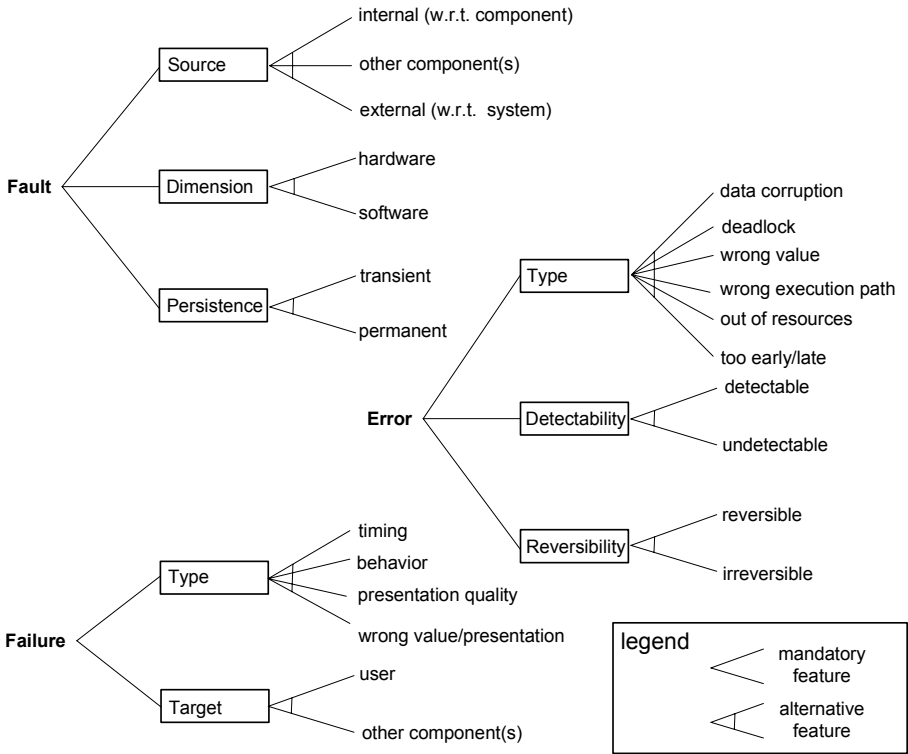 Fault
Source
internal (w.r.t. component)
other component(s)
external (w.r.t. system)
Dimension
hardware
software
Persistence
transient
permanent
Error
Type
data corruption
deadlock
wrong value
wrong execution path
out of resources
too early/late
Detectability
detectable
undetectable
Reversibility
reversible
irreversible
Failure
Type
timing
behavior
presentation quality
wrong value/presentation
Target
user
other component(s)
legend
mandatory
feature
alternative
feature